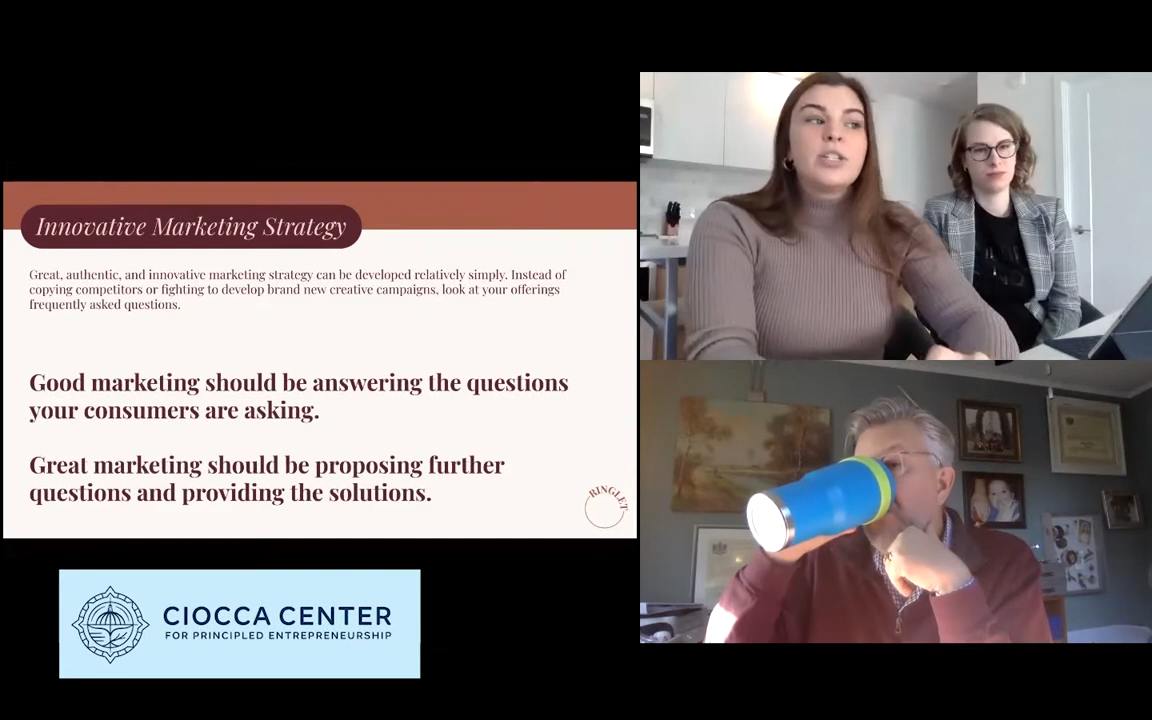 Innovative Marketing Strategy
Great, authentic, and innovative marketing strategy can be developed relatively simply. Instead of
copying competitors or fighting to develop brand new creative campaigns, look at your offerings
frequently asked questions.
Good marketing should be answering the questions
your consumers are asking.
Great marketing should be proposing further
questions and providing the solutions.
RINGLET
CIOCCA CENTER
FOR PRINCIPLED ENTREPRENEURSHIP